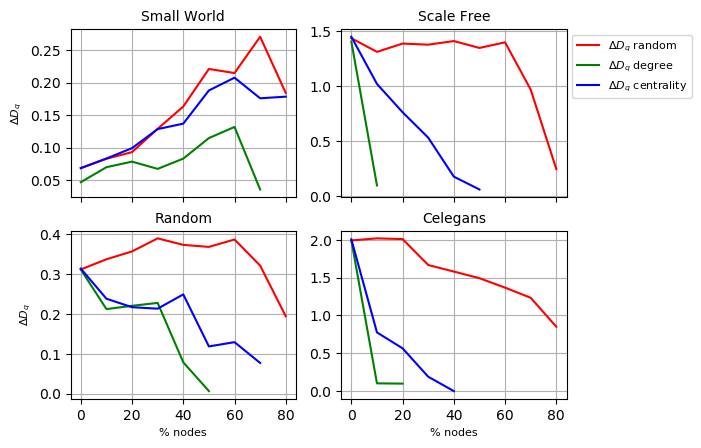 Small World
0.25
0.20
0.15
0.10
0.05
ΔD_q
Scale Free
1.5
1.0
0.5
0.0
ΔD_q random
ΔD_q degree
ΔD_q centrality
Random
0.4
0.3
0.2
0.1
0.0
ΔD_q
0 20 40 60 80
% nodes
Celegans
2.0
1.5
1.0
0.5
0.0
0 20 40 60 80
% nodes